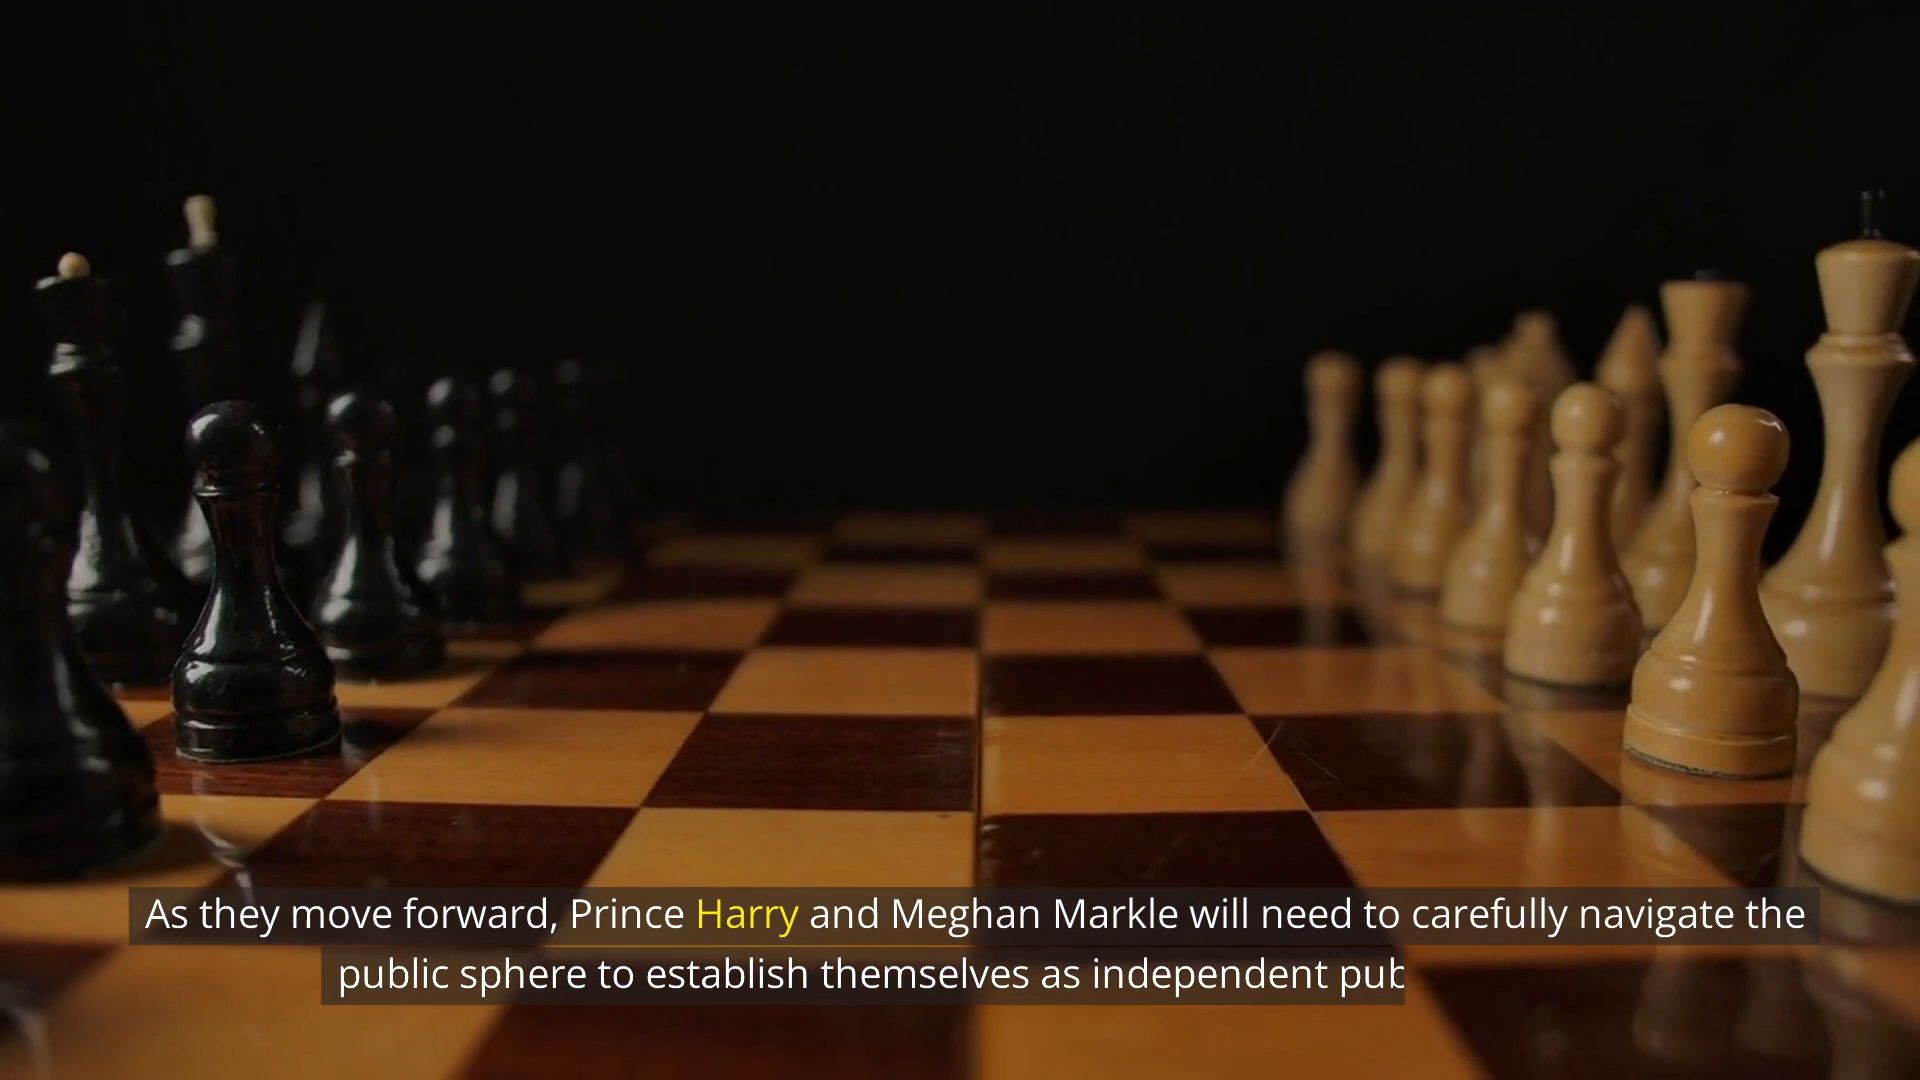 As they move forward, Prince Harry and Meghan Markle will need to carefully navigate the
public sphere to establish themselves as independent pub